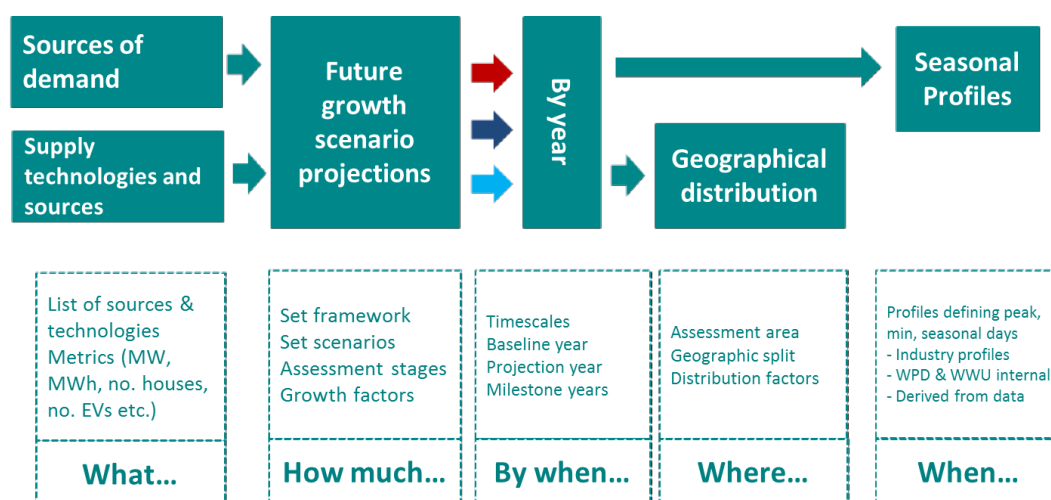 Sources of
demand
Supply
technologies and
sources
Future
growth
scenario
projections
By year
Geographical
distribution
Seasonal
Profiles
List of sources &
technologies
Metrics (MW,
MWh, no. houses,
no. EVs etc.)
What...
Set framework
Set scenarios
Assessment stages
Growth factors
How much...
Timescales
Baseline year
Projection year
Milestone years
By when...
Assessment area
Geographic split
Distribution factors
Where...
Profiles defining peak,
min, seasonal days
- Industry profiles
- WPD & WWU internal
- Derived from data
When...